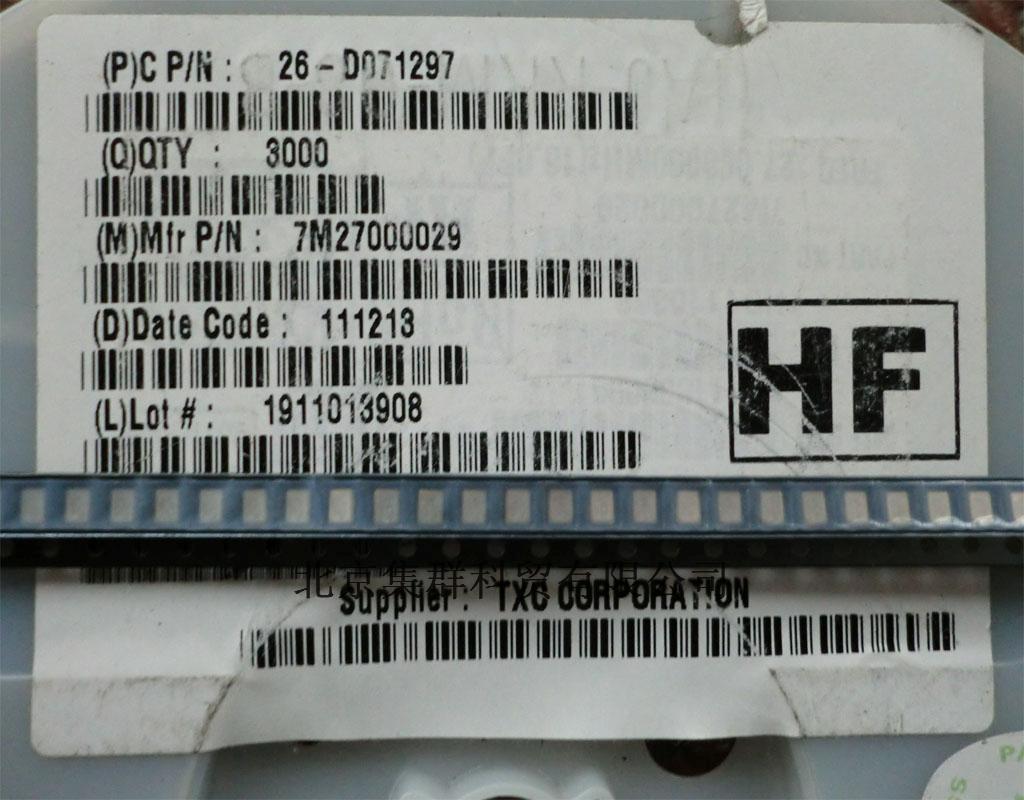 (P)C P/N : 26-D071297
(Q)QTY : 3000
(M)Mfr P/N : 7M27000029
(D)Date Code : 111213
(L)Lot # : 1911013908
HF
北京集群科贸有限公司
Supplier : TXC CORPORATION